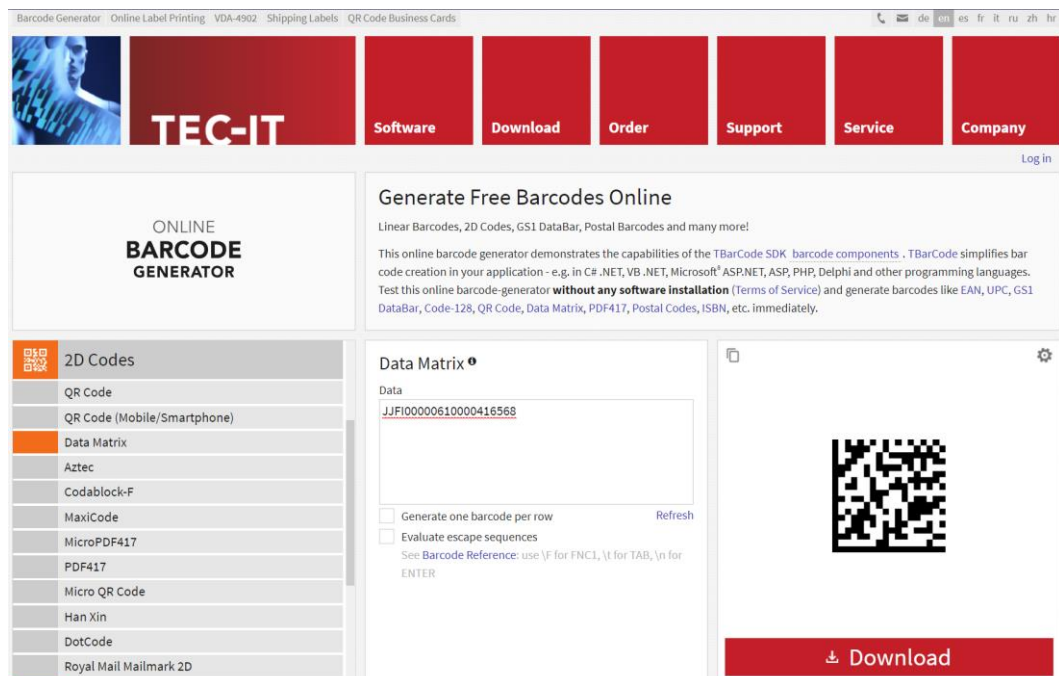 Barcode Generator Online Label Printing VDA-4902 Shipping Labels QR Code Business Cards
de en es fr it ru zh hr
TEC-IT
Software Download Order Support Service Company
Log in
ONLINE
BARCODE
GENERATOR
Generate Free Barcodes Online
Linear Barcodes, 2D Codes, GS1 DataBar, Postal Barcodes and many more!
This online barcode generator demonstrates the capabilities of the TBarCode SDK barcode components . TBarCode simplifies bar
code creation in your application - e.g. in C# .NET, VB .NET, Microsoft® ASP.NET, ASP, PHP, Delphi and other programming languages.
Test this online barcode-generator without any software installation (Terms of Service) and generate barcodes like EAN, UPC, GS1
DataBar, Code-128, QR Code, Data Matrix, PDF417, Postal Codes, ISBN, etc. immediately.
2D Codes
QR Code
QR Code (Mobile/Smartphone)
Data Matrix
Aztec
Codablock-F
MaxiCode
MicroPDF417
PDF417
Micro QR Code
Han Xin
DotCode
Royal Mail Mailmark 2D
Data Matrix
Data
JJFI00000610000416568
Generate one barcode per row Refresh
Evaluate escape sequences
See Barcode Reference: use \F for FNC1, \t for TAB, \n for
ENTER
Download